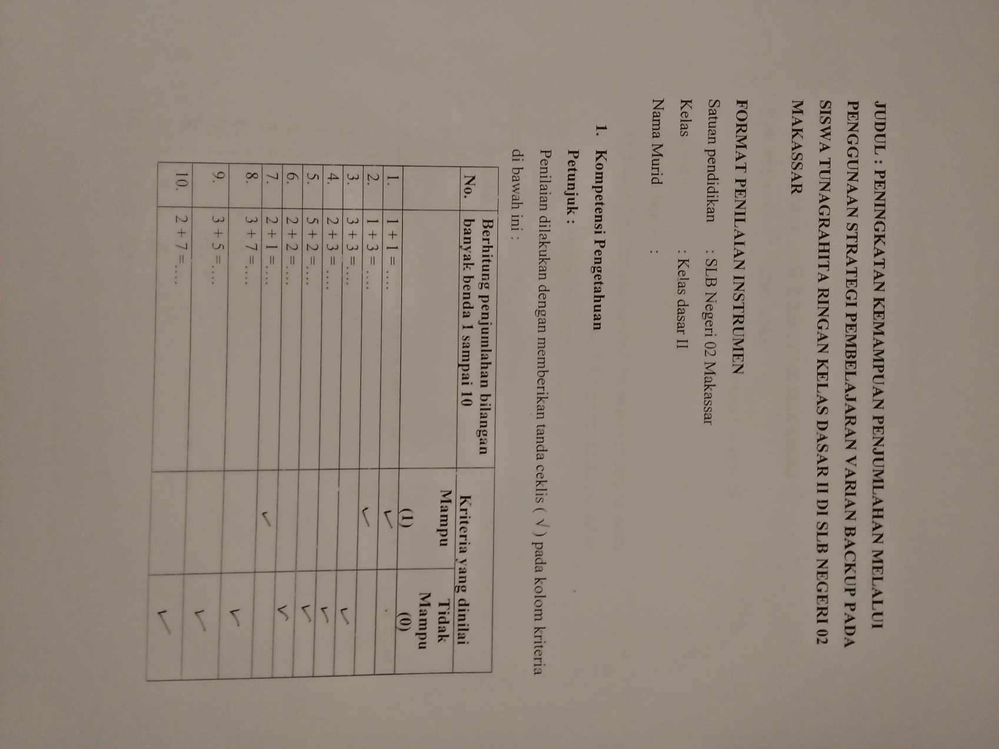 JUDUL : PENINGKATAN KEMAMPUAN PENJUMLAHAN MELALUI
PENGGUNAAN STRATEGI PEMBELAJARAN VARIAN BACKUP PADA
SISWA TUNAGRAHITA RINGAN KELAS DASAR II DI SLB NEGERI 02
MAKASSAR
FORMAT PENILAIAN INSTRUMEN
Satuan pendidikan : SLB Negeri 02 Makassar
Kelas : Kelas dasar II
Nama Murid :
1. Kompetensi Pengetahuan
Petunjuk :
Penilaian dilakukan dengan memberikan tanda ceklis ( √ ) pada kolom kriteria
di bawah ini :
No. Berhitung penjumlahan bilangan banyak benda 1 sampai 10 Kriteria yang dinilai
Mampu (1) Tidak Mampu (0)
1. 1 + 1 = .... ✓
2. 1 + 3 = .... ✓
3. 3 + 3 = .... ✓
4. 2 + 3 = .... ✓
5. 5 + 2 = .... ✓
6. 2 + 2 = .... ✓
7. 2 + 1 = .... ✓
8. 3 + 7 = .... ✓
9. 3 + 5 = .... ✓
10. 2 + 7 = .... ✓